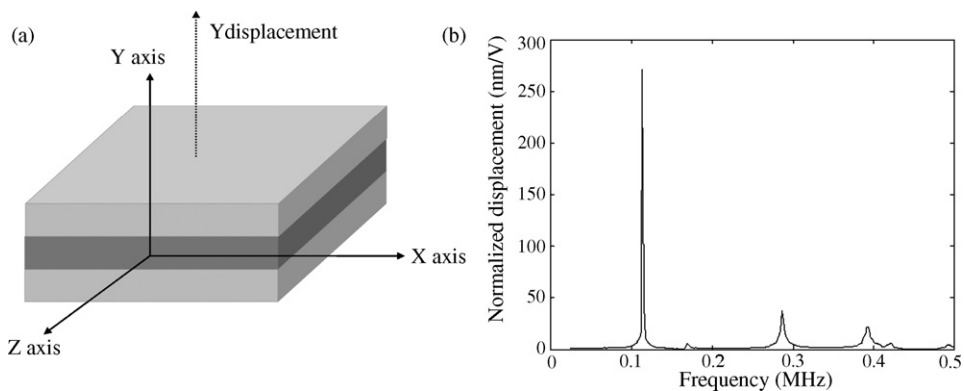 (a)
Ydisplacement
Y axis
X axis
Z axis
(b)
Normalized displacement (nm/V)
300
250
200
150
100
50
0
0 0.1 0.2 0.3 0.4 0.5
Frequency (MHz)